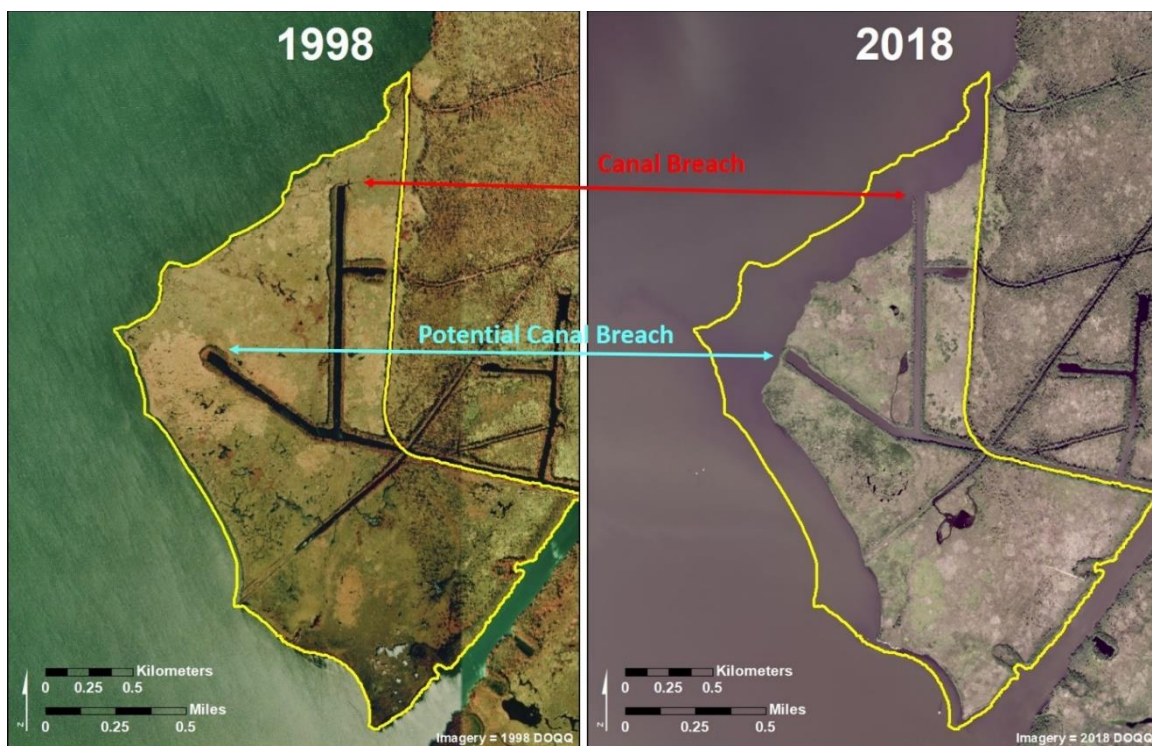 1998
2018
Canal Breach
Potential Canal Breach
Kilometers
0 0.25 0.5
Miles
0 0.25 0.5
N
Imagery = 1998 DOQQ
Kilometers
0 0.25 0.5
Miles
0 0.25 0.5
N
Imagery = 2018 DOQQ